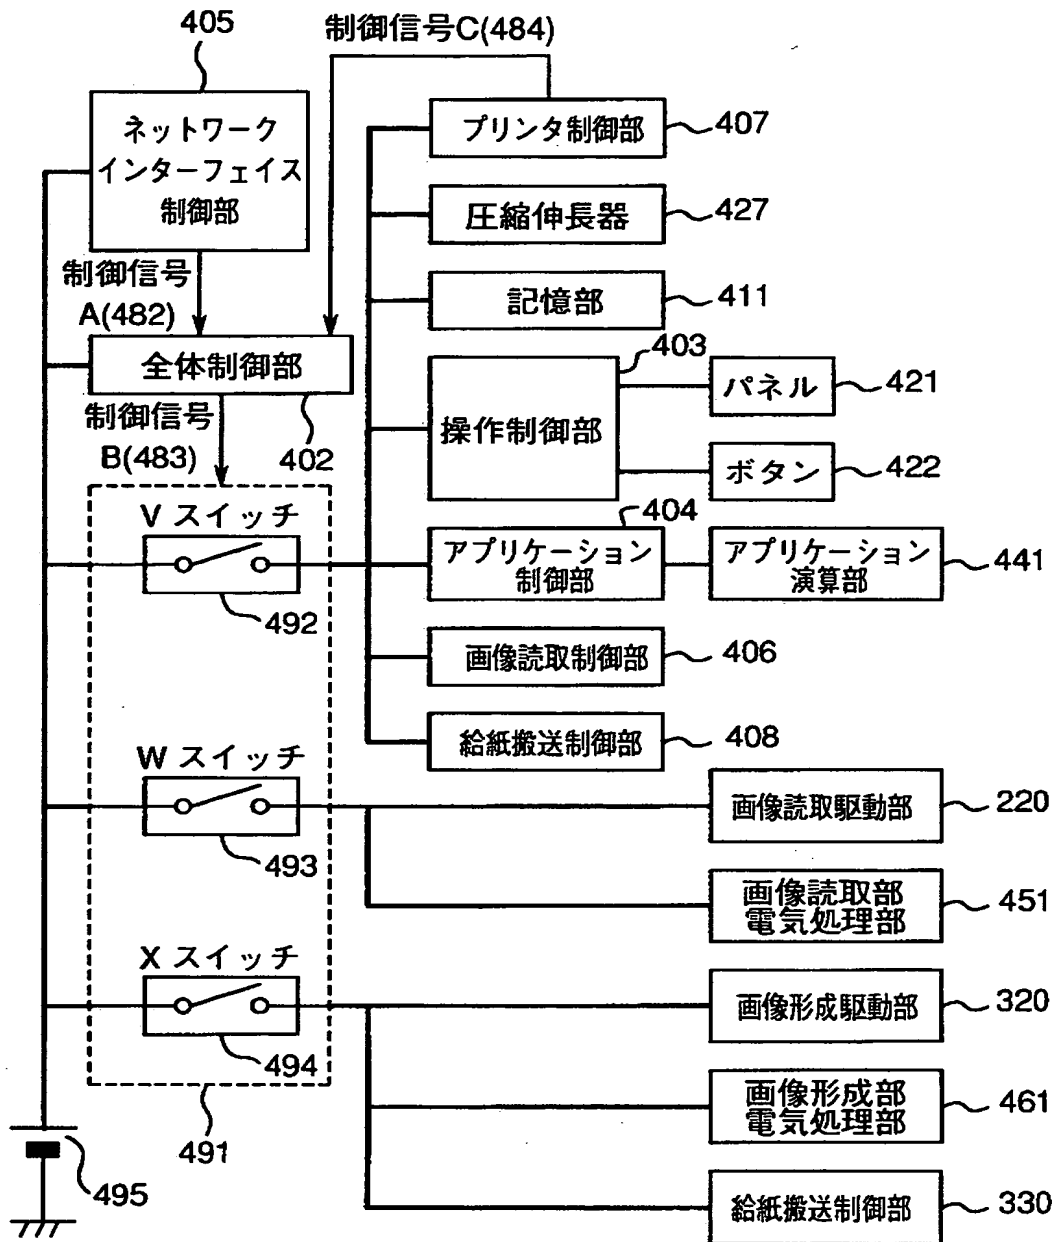 405
制御信号C(484)
ネットワーク
インターフェイス
制御部
プリンタ制御部
407
圧縮伸長器
427
制御信号
A(482)
記憶部
411
全体制御部
402
403
操作制御部
パネル
421
ボタン
422
制御信号
B(483)
V スイッチ
492
404
アプリケーション
制御部
アプリケーション
演算部
441
画像読取制御部
406
給紙搬送制御部
408
W スイッチ
493
画像読取駆動部
220
画像読取部
電気処理部
451
X スイッチ
494
画像形成駆動部
320
画像形成部
電気処理部
461
491
495
給紙搬送制御部
330